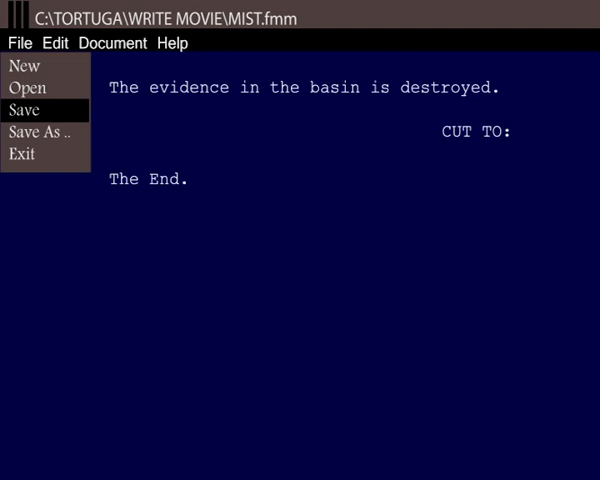 C:\TORTUGA\WRITE MOVIE\MIST.fmm
File Edit Document Help
New
Open
Save
Save As ..
Exit
The evidence in the basin is destroyed.
CUT TO:
The End.